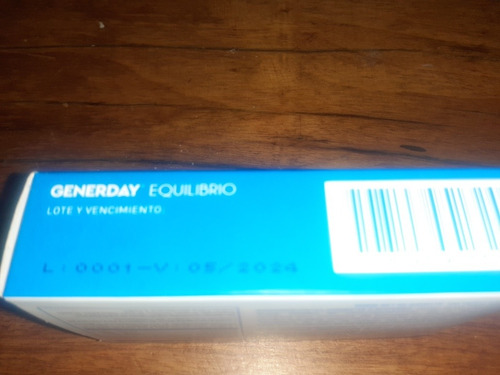 GENERDAY EQUILIBRIO
LOTE Y VENCIMIENTO:
L:0001-V:05/2024